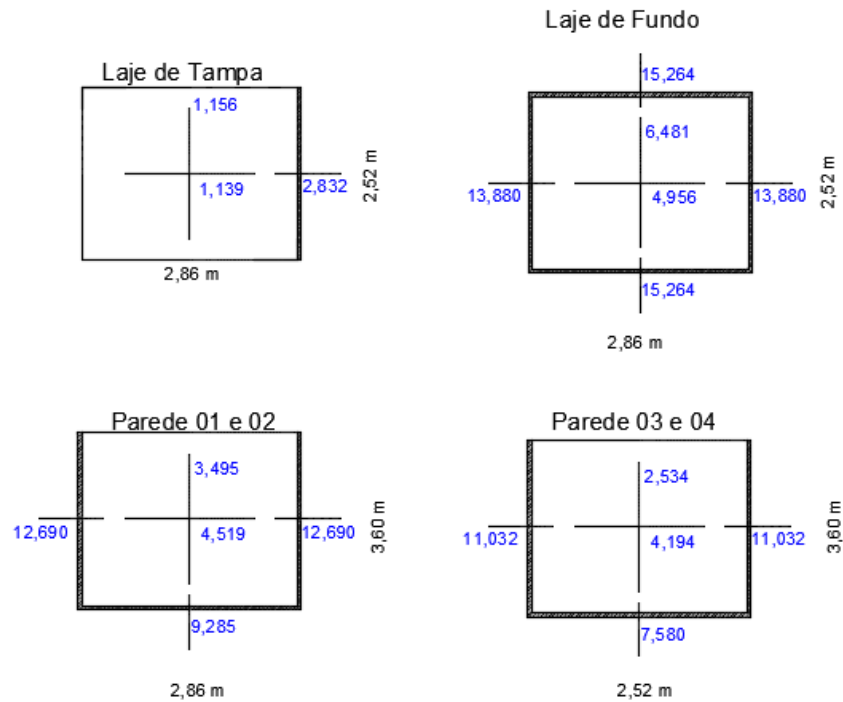 Laje de Tampa
1,156
1,139
2,832
2,52 m
2,86 m
Laje de Fundo
15,264
6,481
13,880
4,956
13,880
2,52 m
15,264
2,86 m
Parede 01 e 02
3,495
12,690
4,519
12,690
3,60 m
9,285
2,86 m
Parede 03 e 04
2,534
11,032
4,194
11,032
3,60 m
7,580
2,52 m